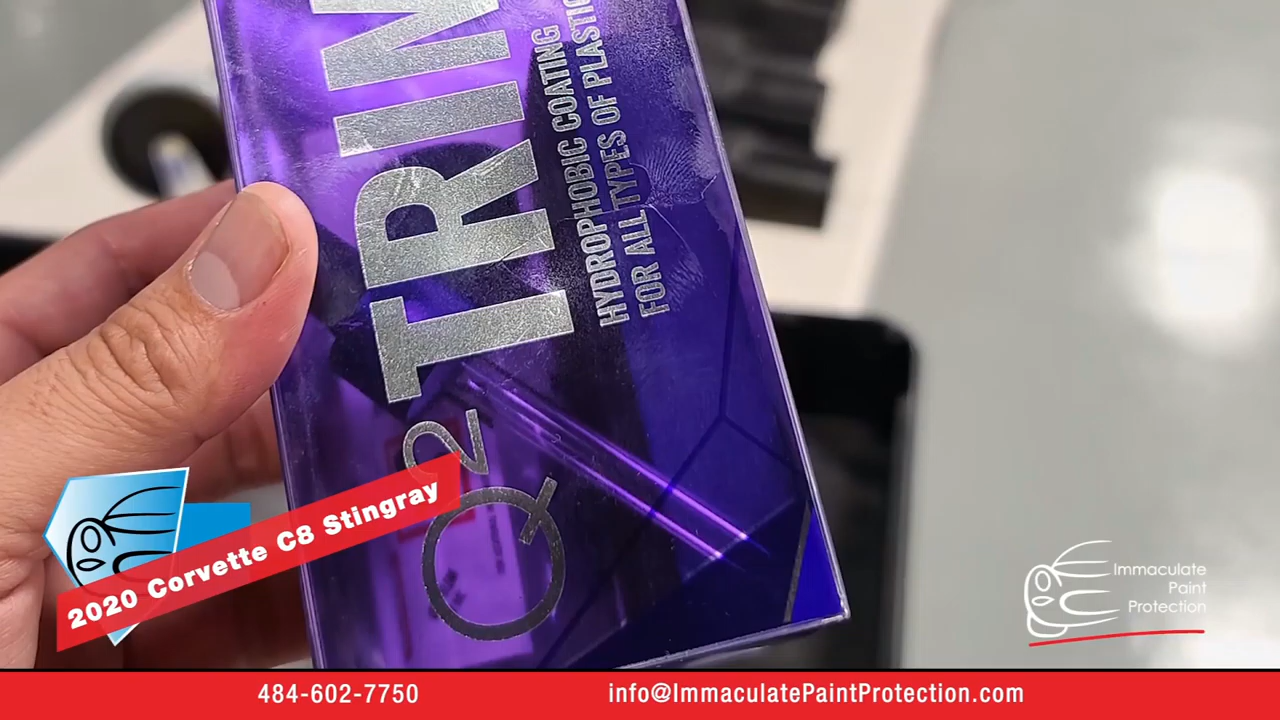 Q2 TRIM
HYDROPHOBIC COATING
FOR ALL TYPES OF PLASTIC
2020 Corvette C8 Stingray
Immaculate
Paint
Protection
484-602-7750
info@ImmaculatePaintProtection.com